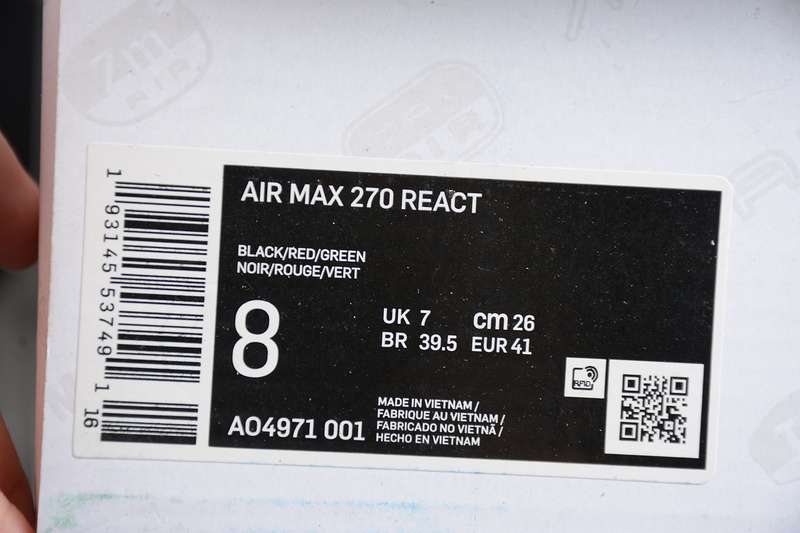 AIR MAX 270 REACT
BLACK/RED/GREEN
NOIR/ROUGE/VERT
8
UK 7 cm 26
BR 39.5 EUR 41
AO4971 001
MADE IN VIETNAM /
FABRIQUE AU VIETNAM /
FABRICADO NO VIETNÃ /
HECHO EN VIETNAM
RFID
1 93145 53749 1
16